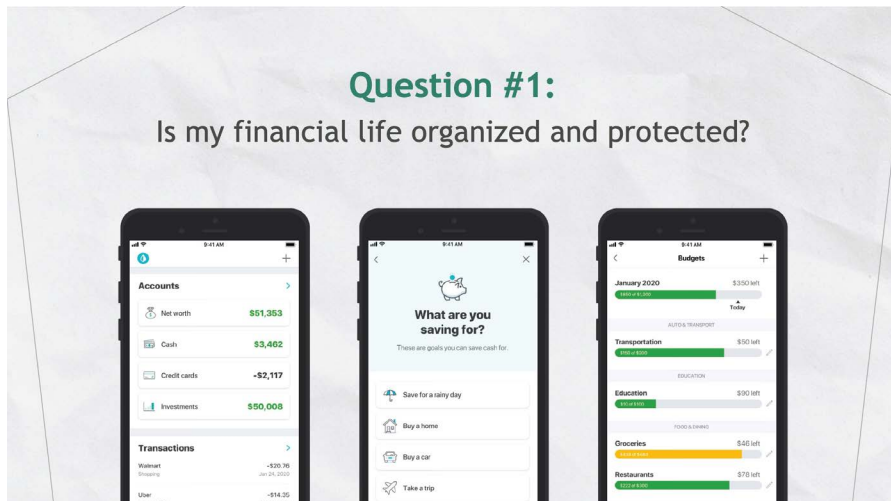 Question #1:
Is my financial life organized and protected?
9:41 AM
Accounts
Net worth $51,353
Cash $3,462
Credit cards -$2,117
Investments $50,008
Transactions
Walmart -$20.76
Shopping Jan 24, 2020
Uber -$14.35
9:41 AM
What are you
saving for?
These are goals you can save cash for.
Save for a rainy day
Buy a home
Buy a car
Take a trip
9:41 AM
Budgets
January 2020 $350 left
Today
AUTO & TRANSPORT
Transportation $50 left
EDUCATION
Education $90 left
FOOD & DINING
Groceries $46 left
Restaurants $78 left
$222 of $300